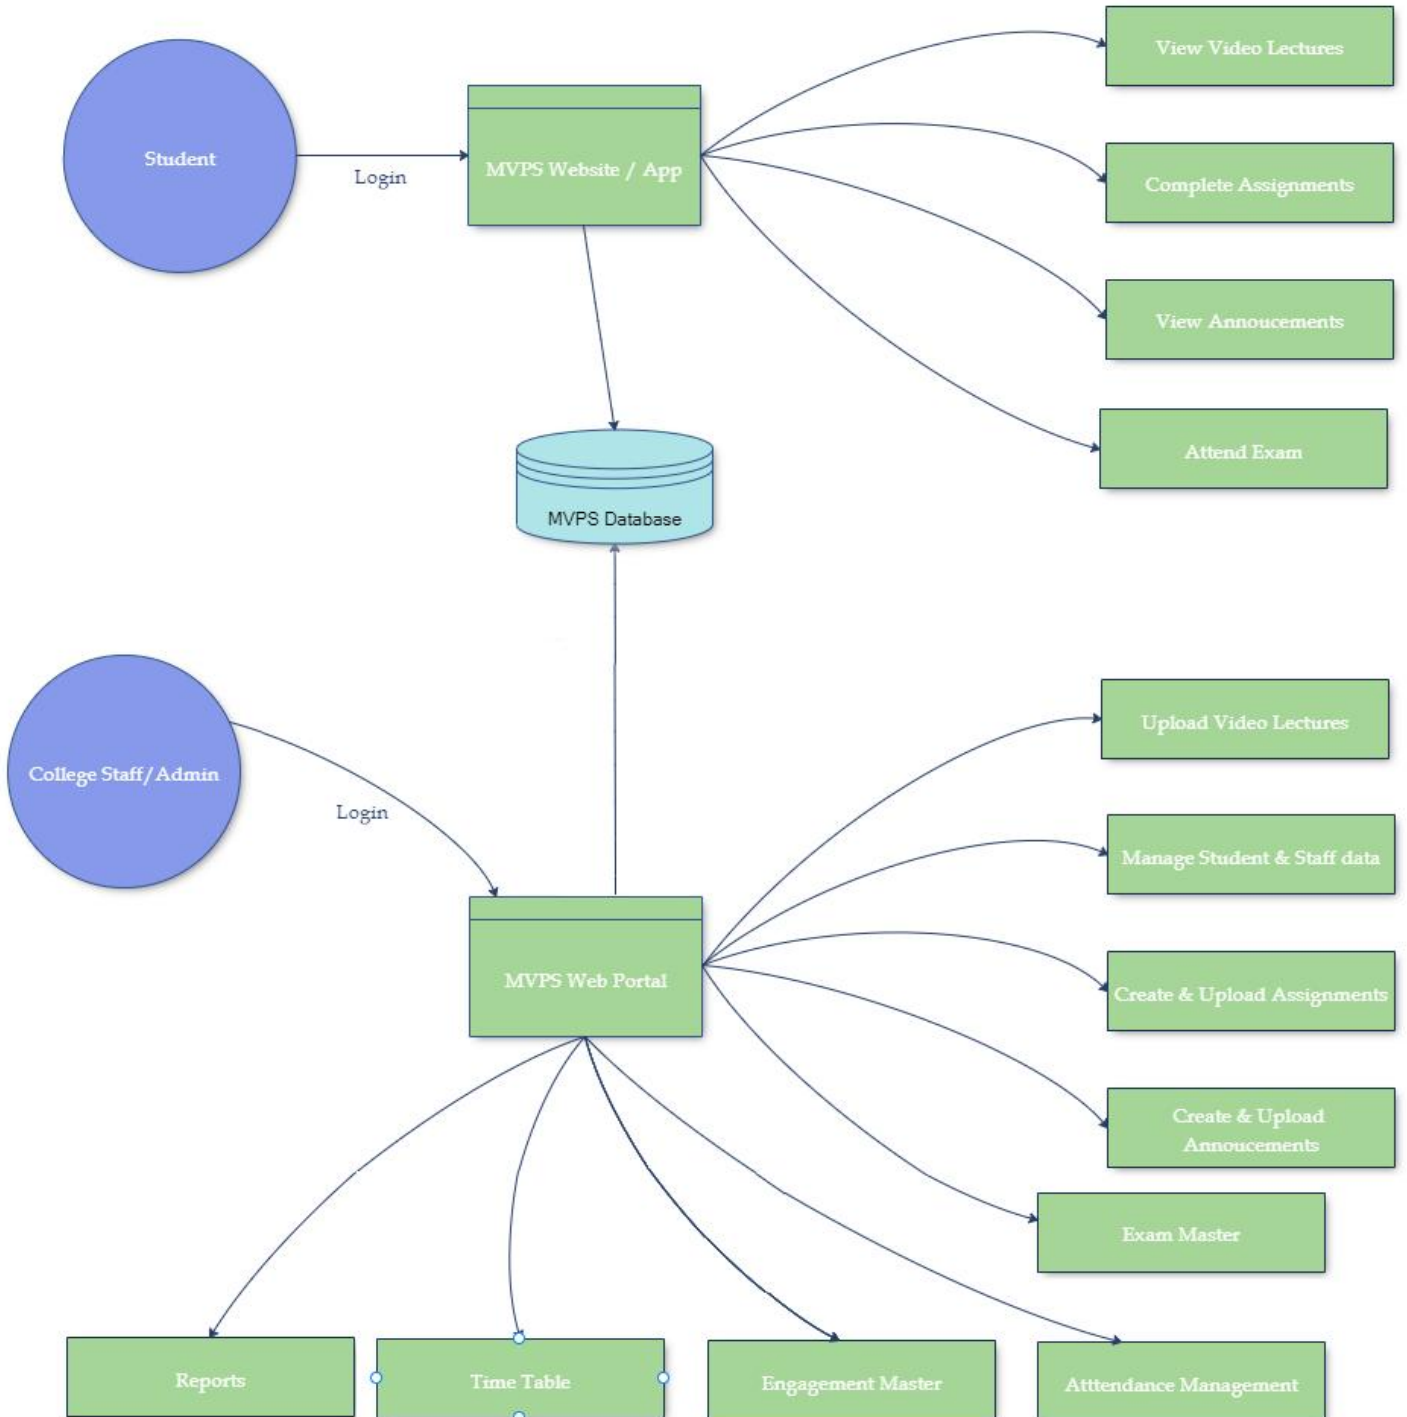 View Video Lectures
Student
Login
MVPS Website / App
Complete Assignments
View Annoucements
Attend Exam
MVPS Database
College Staff/Admin
Login
MVPS Web Portal
Upload Video Lectures
Manage Student & Staff data
Create & Upload Assignments
Create & Upload
Annoucements
Exam Master
Reports
Time Table
Engagement Master
Atttendance Management